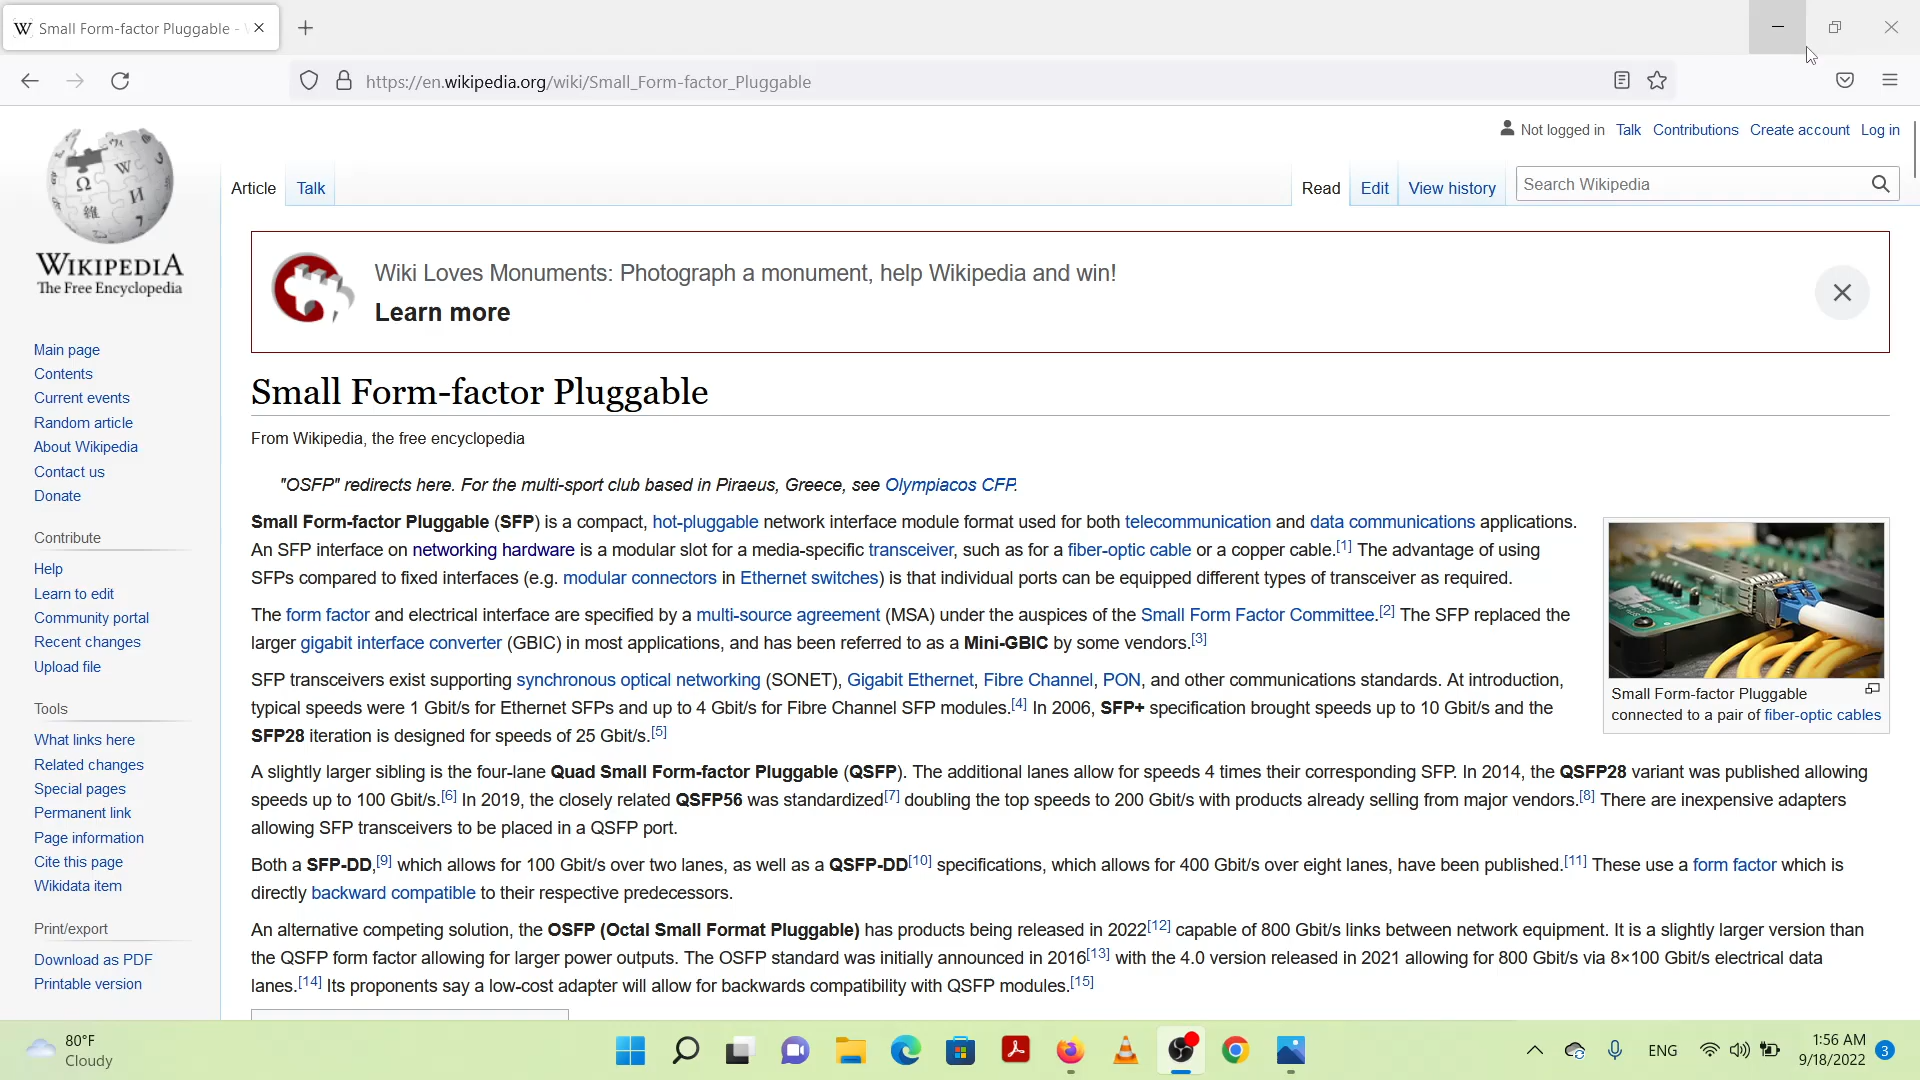 Small Form-factor Pluggable -
https://en.wikipedia.org/wiki/Small_Form-factor_Pluggable
Not logged in Talk Contributions Create account Log in
Article Talk Read Edit View history Search Wikipedia
WIKIPEDIA
The Free Encyclopedia
Main page
Contents
Current events
Random article
About Wikipedia
Contact us
Donate
Contribute
Help
Learn to edit
Community portal
Recent changes
Upload file
Tools
What links here
Related changes
Special pages
Permanent link
Page information
Cite this page
Wikidata item
Print/export
Download as PDF
Printable version
Wiki Loves Monuments: Photograph a monument, help Wikipedia and win!
Learn more
Small Form-factor Pluggable
From Wikipedia, the free encyclopedia
"OSFP" redirects here. For the multi-sport club based in Piraeus, Greece, see Olympiacos CFP.
Small Form-factor Pluggable (SFP) is a compact, hot-pluggable network interface module format used for both telecommunication and data communications applications.
An SFP interface on networking hardware is a modular slot for a media-specific transceiver, such as for a fiber-optic cable or a copper cable.[1] The advantage of using
SFPs compared to fixed interfaces (e.g. modular connectors in Ethernet switches) is that individual ports can be equipped different types of transceiver as required.
The form factor and electrical interface are specified by a multi-source agreement (MSA) under the auspices of the Small Form Factor Committee.[2] The SFP replaced the
larger gigabit interface converter (GBIC) in most applications, and has been referred to as a Mini-GBIC by some vendors.[3]
SFP transceivers exist supporting synchronous optical networking (SONET), Gigabit Ethernet, Fibre Channel, PON, and other communications standards. At introduction,
typical speeds were 1 Gbit/s for Ethernet SFPs and up to 4 Gbit/s for Fibre Channel SFP modules.[4] In 2006, SFP+ specification brought speeds up to 10 Gbit/s and the
SFP28 iteration is designed for speeds of 25 Gbit/s.[5]
Small Form-factor Pluggable
connected to a pair of fiber-optic cables
A slightly larger sibling is the four-lane Quad Small Form-factor Pluggable (QSFP). The additional lanes allow for speeds 4 times their corresponding SFP. In 2014, the QSFP28 variant was published allowing
speeds up to 100 Gbit/s.[6] In 2019, the closely related QSFP56 was standardized[7] doubling the top speeds to 200 Gbit/s with products already selling from major vendors.[8] There are inexpensive adapters
allowing SFP transceivers to be placed in a QSFP port.
Both a SFP-DD,[9] which allows for 100 Gbit/s over two lanes, as well as a QSFP-DD[10] specifications, which allows for 400 Gbit/s over eight lanes, have been published.[11] These use a form factor which is
directly backward compatible to their respective predecessors.
An alternative competing solution, the OSFP (Octal Small Format Pluggable) has products being released in 2022[12] capable of 800 Gbit/s links between network equipment. It is a slightly larger version than
the QSFP form factor allowing for larger power outputs. The OSFP standard was initially announced in 2016[13] with the 4.0 version released in 2021 allowing for 800 Gbit/s via 8×100 Gbit/s electrical data
lanes.[14] Its proponents say a low-cost adapter will allow for backwards compatibility with QSFP modules.[15]
80°F
Cloudy
ENG
1:56 AM
9/18/2022
3